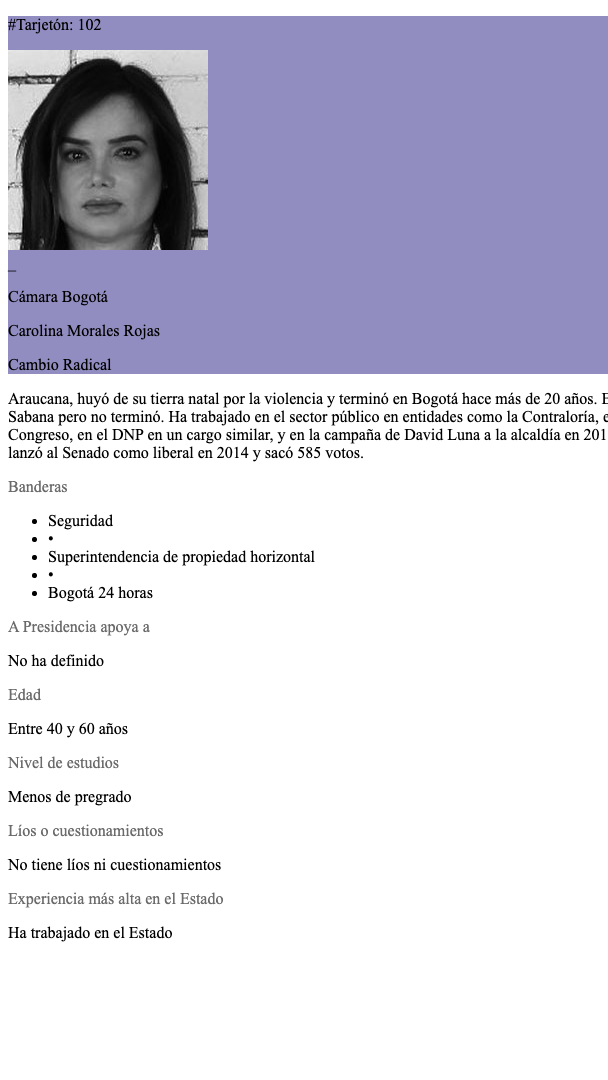 #Tarjetón: 102
_
Cámara Bogotá
Carolina Morales Rojas
Cambio Radical
Araucana, huyó de su tierra natal por la violencia y terminó en Bogotá hace más de 20 años.
Sabana pero no terminó. Ha trabajado en el sector público en entidades como la Contraloría,
Congreso, en el DNP en un cargo similar, y en la campaña de David Luna a la alcaldía en
lanzó al Senado como liberal en 2014 y sacó 585 votos.
Banderas
• Seguridad
• •
• Superintendencia de propiedad horizontal
• •
• Bogotá 24 horas
A Presidencia apoya a
No ha definido
Edad
Entre 40 y 60 años
Nivel de estudios
Menos de pregrado
Líos o cuestionamientos
No tiene líos ni cuestionamientos
Experiencia más alta en el Estado
Ha trabajado en el Estado